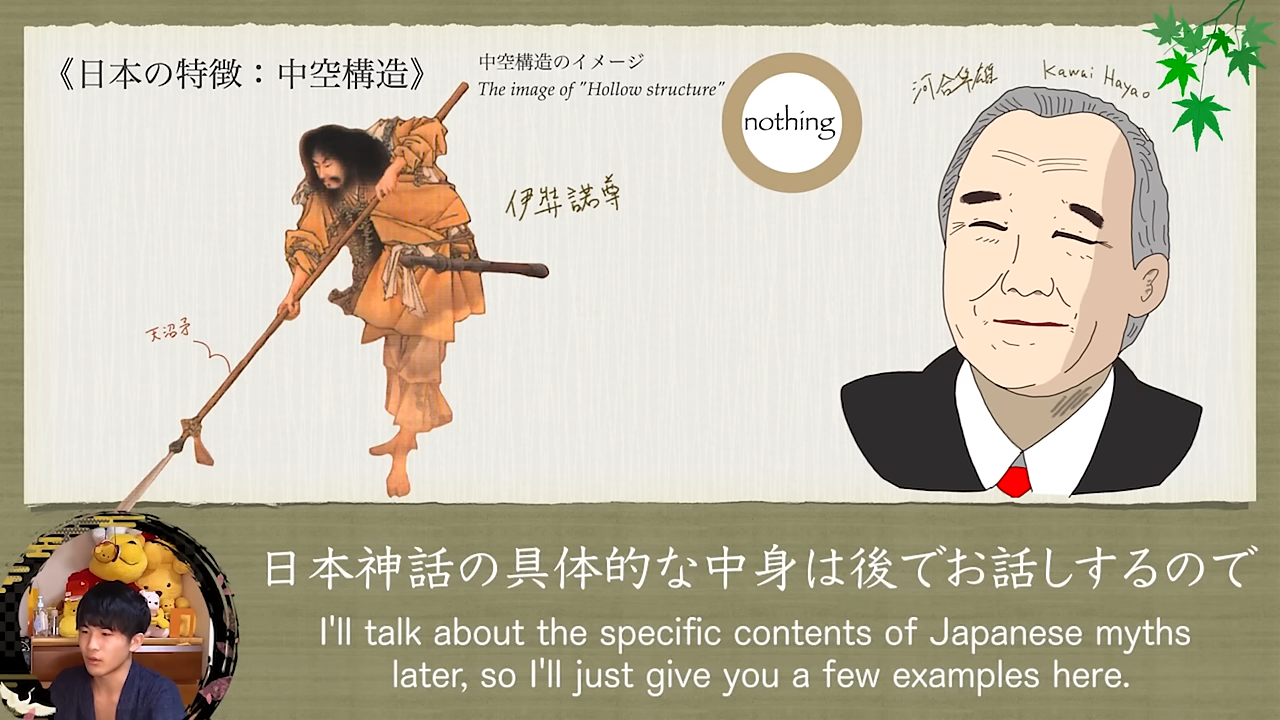 《日本の特徴：中空構造》
中空構造のイメージ
The image of "Hollow structure"
nothing
河合隼雄 Kawai Hayao
伊弉諾尊
天沼矛
日本神話の具体的な中身は後でお話しするので
I'll talk about the specific contents of Japanese myths
later, so I'll just give you a few examples here.